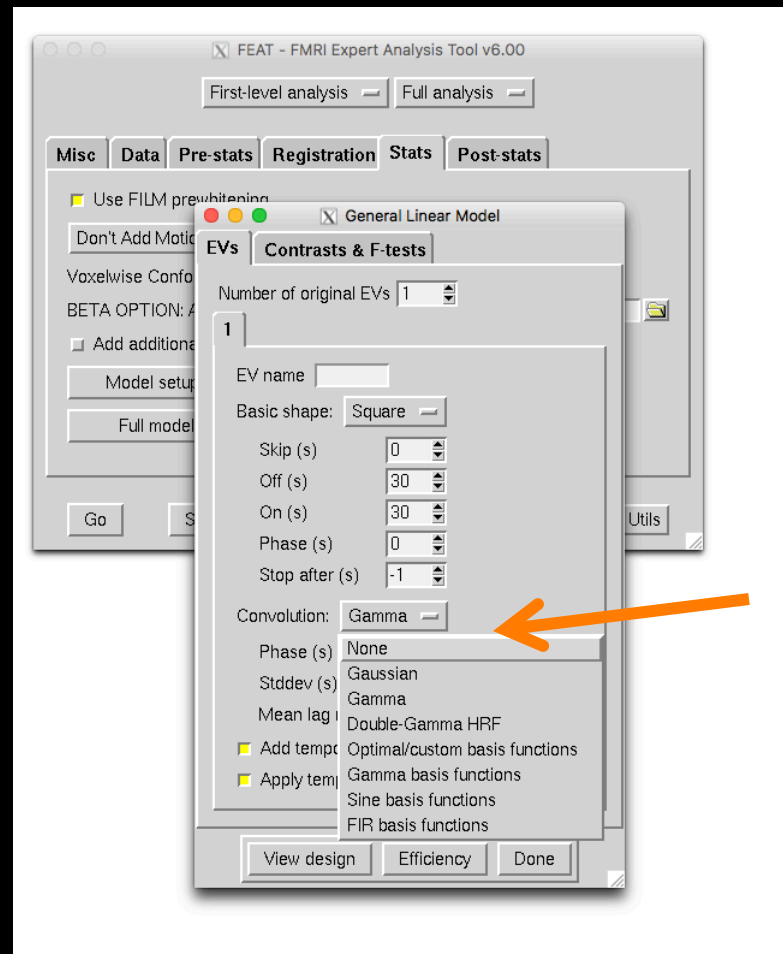 FEAT - FMRI Expert Analysis Tool v6.00
First-level analysis Full analysis
Misc Data Pre-stats Registration Stats Post-stats
Use FILM prewhitening
General Linear Model
Don't Add Motio
EVs Contrasts & F-tests
Voxelwise Confo
Number of original EVs 1
BETA OPTION: A
1
Add additiona
EV name
Model setup
Basic shape: Square
Full model
Skip (s) 0
Off (s) 30
On (s) 30
Go S Utils
Phase (s) 0
Stop after (s) -1
Convolution: Gamma
Phase (s) None
Gaussian
Stddev (s)
Gamma
Mean lag
Double-Gamma HRF
Add tempo Optimal/custom basis functions
Apply temp Gamma basis functions
Sine basis functions
FIR basis functions
View design Efficiency Done